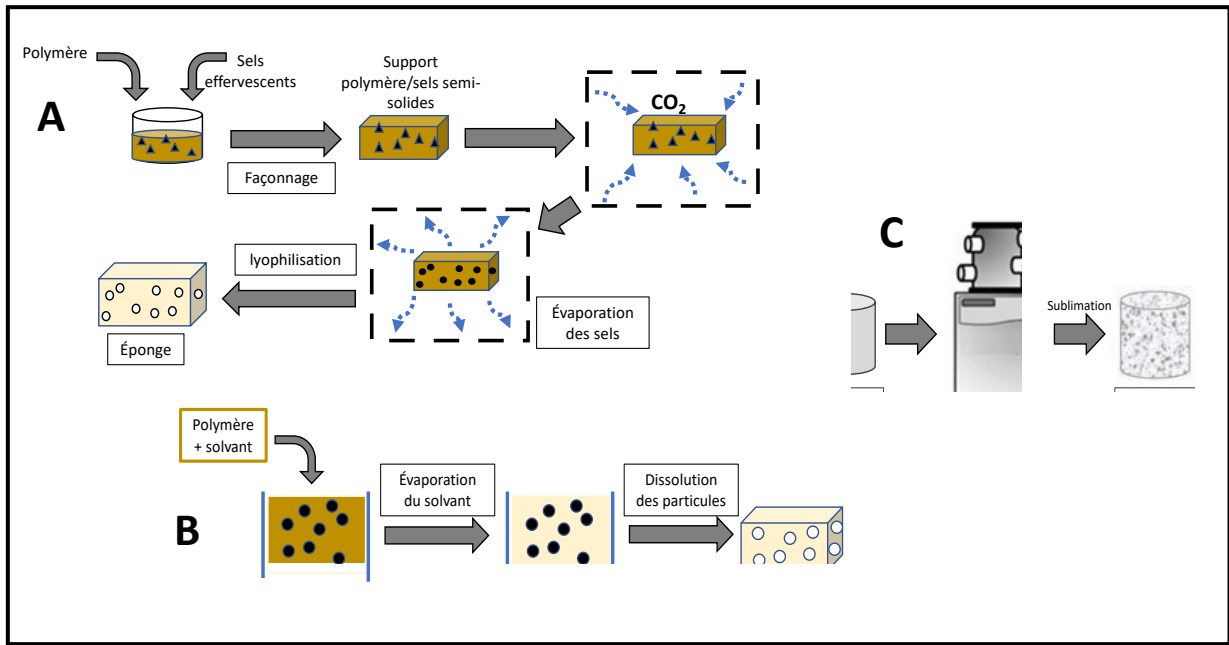 Polymère
Sels
effervescents
A
Façonnage
Support
polymère/sels semi-
solides
CO2
lyophilisation
Éponge
Évaporation
des sels
C
Sublimation
Polymère
+ solvant
B
Évaporation
du solvant
Dissolution
des particules